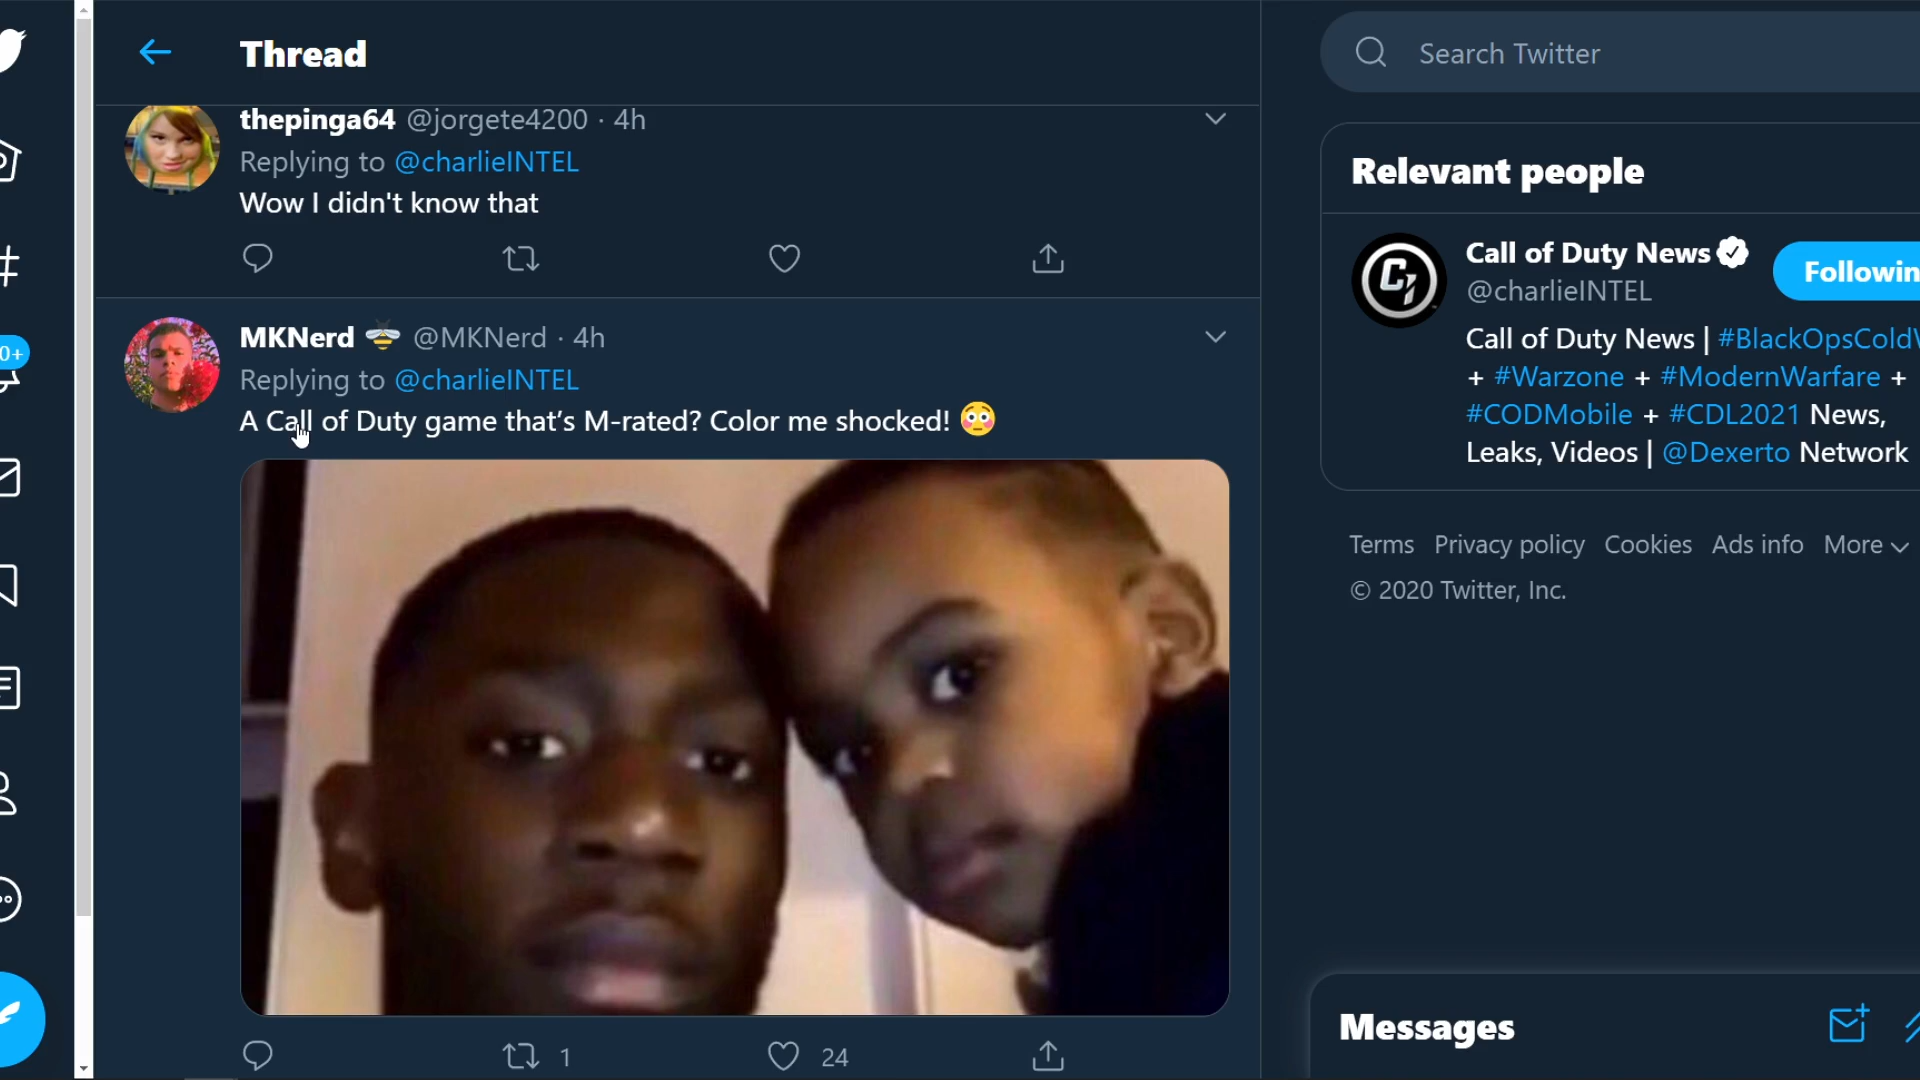 Thread
thepinga64 @jorgete4200 · 4h
Replying to @charlieINTEL
Wow I didn't know that
MKNerd 🐝 @MKNerd · 4h
Replying to @charlieINTEL
A Call of Duty game that’s M-rated? Color me shocked! 😳
1
24
0+
Search Twitter
Relevant people
Call of Duty News
@charlieINTEL
Followin
Call of Duty News | #BlackOpsCold
+ #Warzone + #ModernWarfare +
#CODMobile + #CDL2021 News,
Leaks, Videos | @Dexerto Network
Terms Privacy policy Cookies Ads info More
© 2020 Twitter, Inc.
Messages